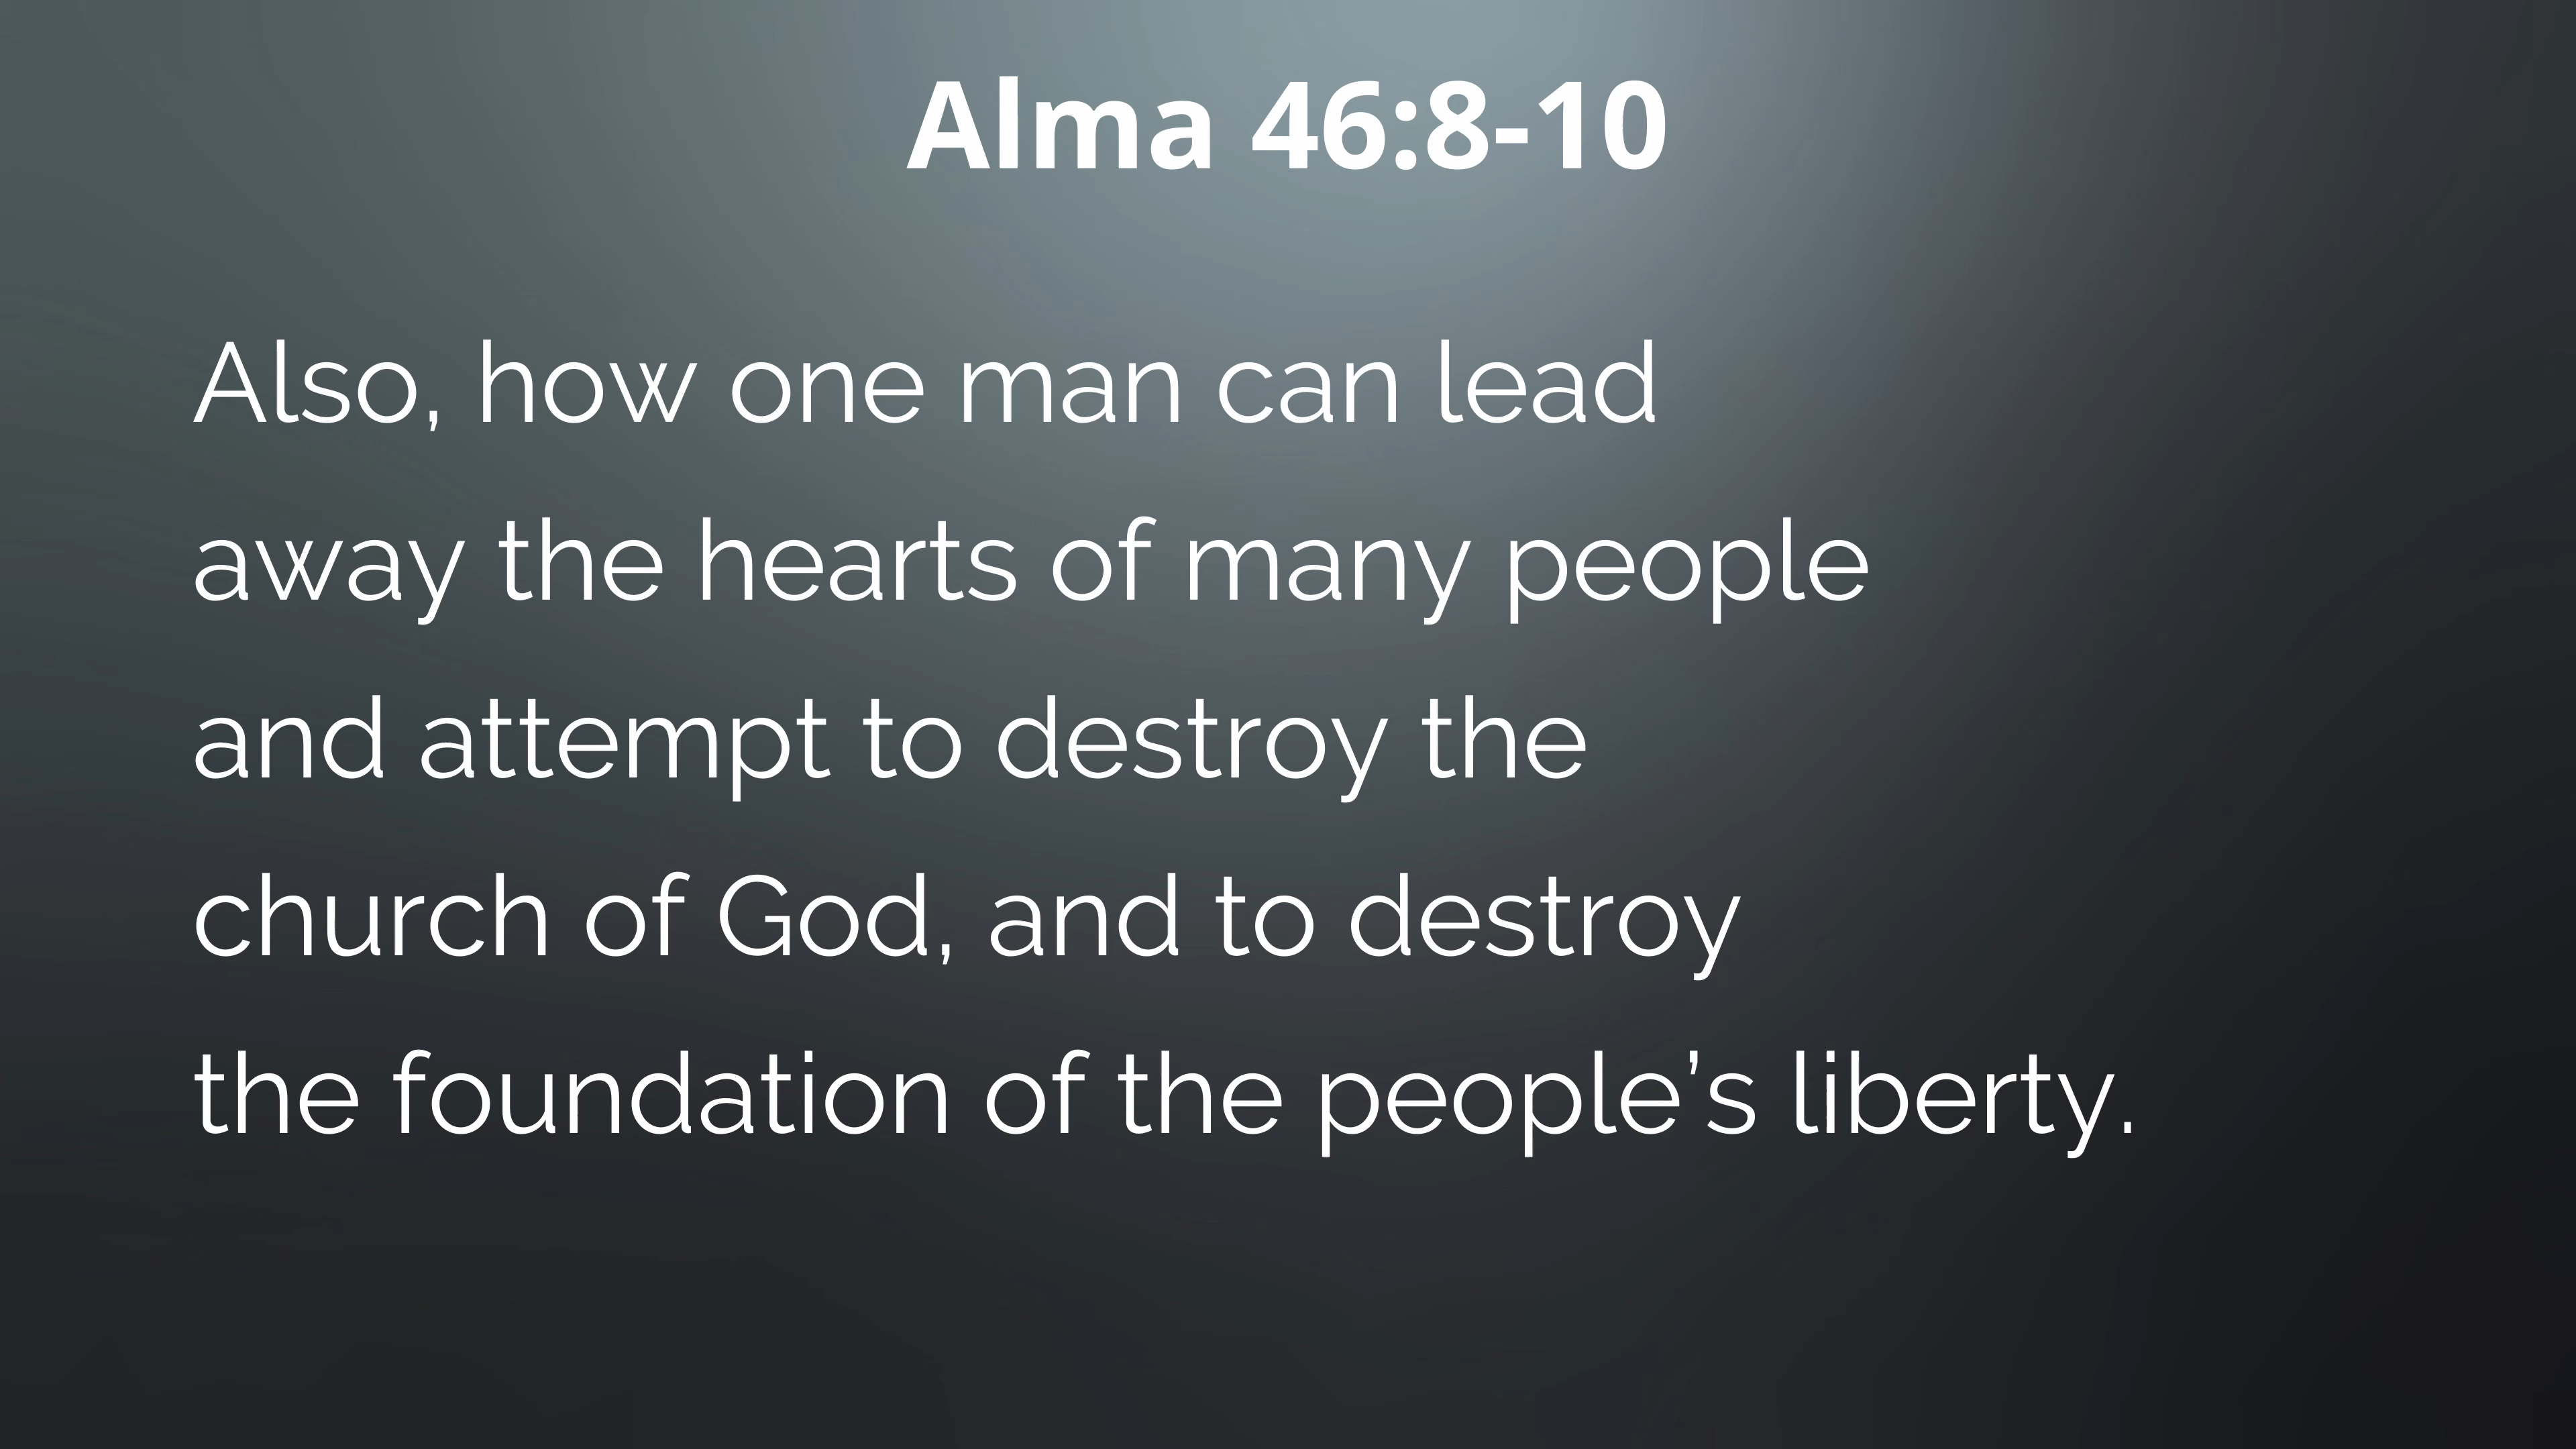 Alma 46:8-10
Also, how one man can lead
away the hearts of many people
and attempt to destroy the
church of God, and to destroy
the foundation of the people’s liberty.